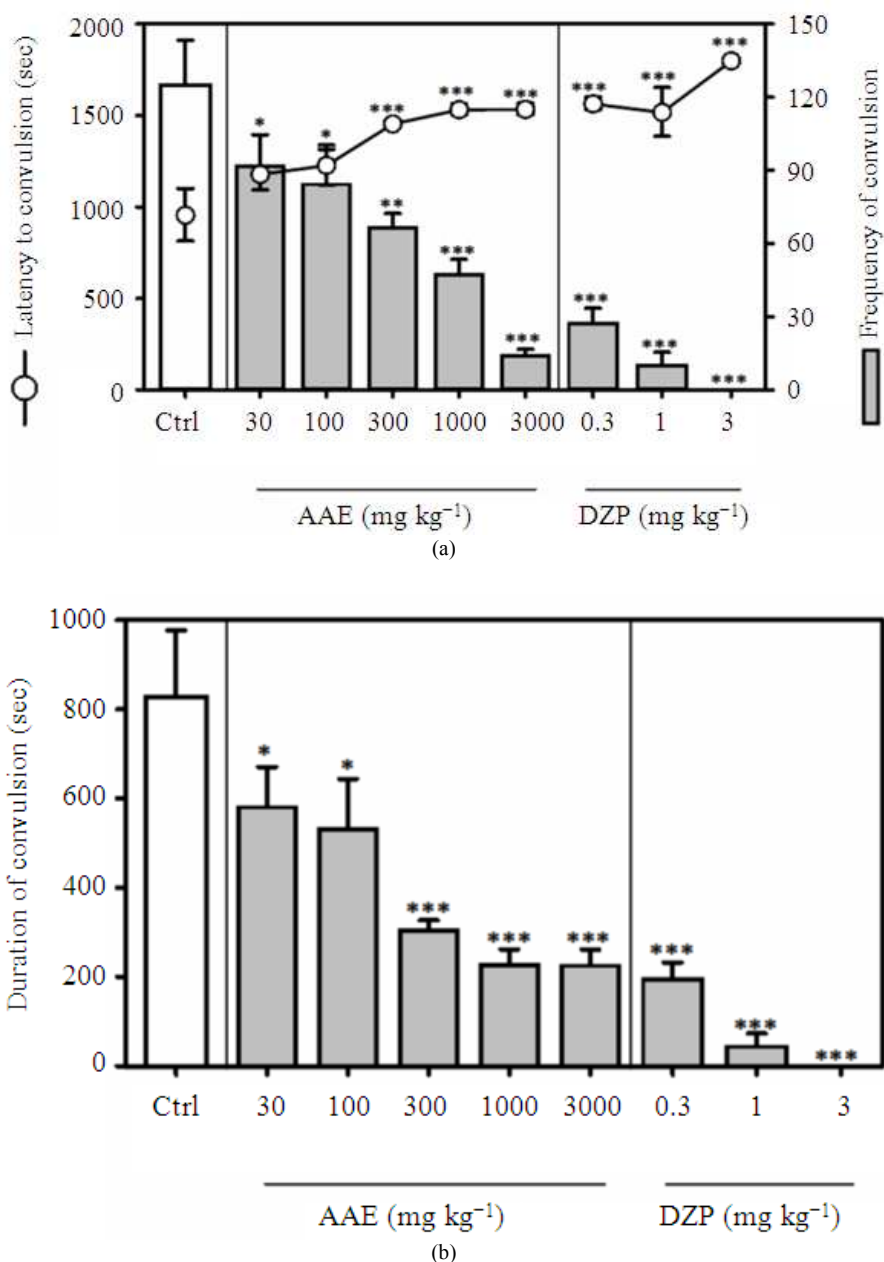 Latency to convulsion (sec)
2000
1500
1000
500
0
150
120
90
60
30
0
Frequency of convulsion
* * *** *** *** *** *** ***
** *** *** *** *** ***
Ctrl 30 100 300 1000 3000 0.3 1 3
AAE (mg kg⁻¹) DZP (mg kg⁻¹)
(a)
Duration of convulsion (sec)
1000
800
600
400
200
0
* * *** *** *** *** *** ***
Ctrl 30 100 300 1000 3000 0.3 1 3
AAE (mg kg⁻¹) DZP (mg kg⁻¹)
(b)